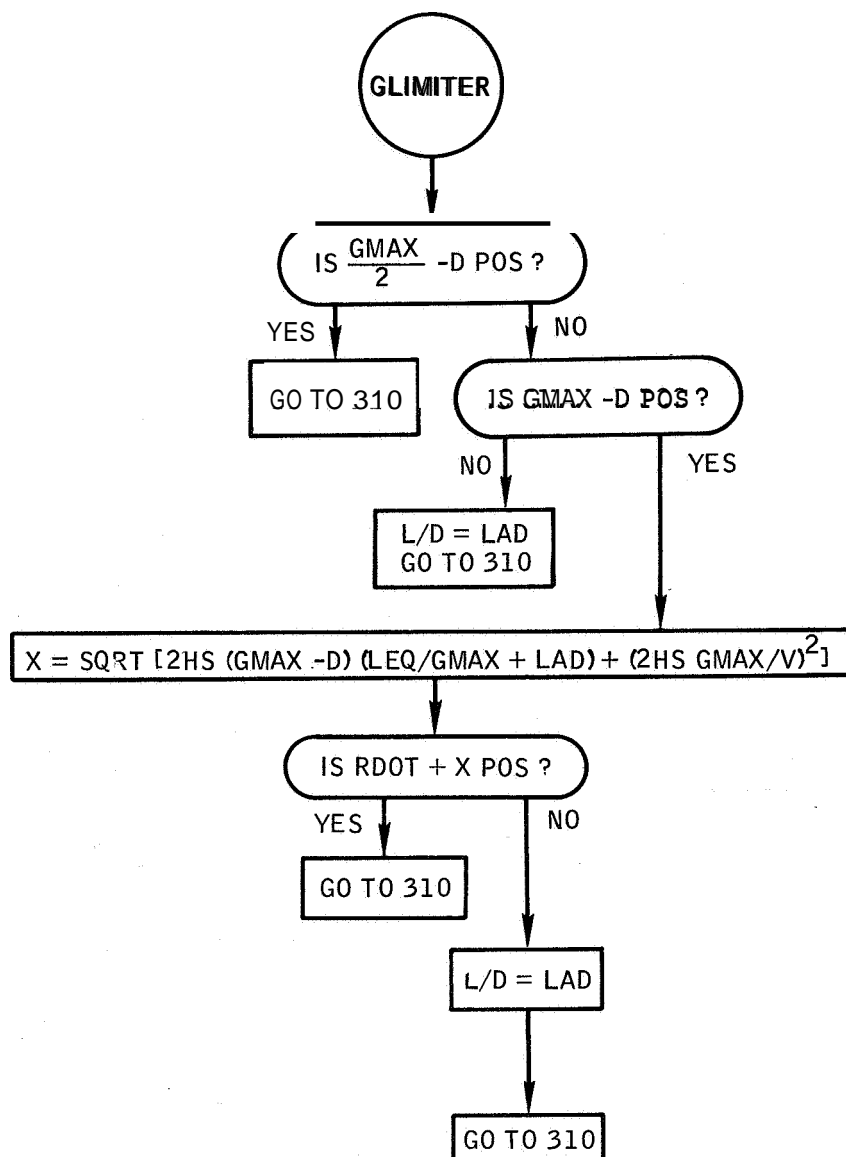 GLIMITER
IS GMAX/2 -D POS ?
YES
NO
GO TO 310
IS GMAX -D POS ?
NO
YES
L/D = LAD
GO TO 310
X = SQRT [2HS (GMAX -D) (LEQ/GMAX + LAD) + (2HS GMAX/V)²]
IS RDOT + X POS ?
YES
NO
GO TO 310
L/D = LAD
GO TO 310